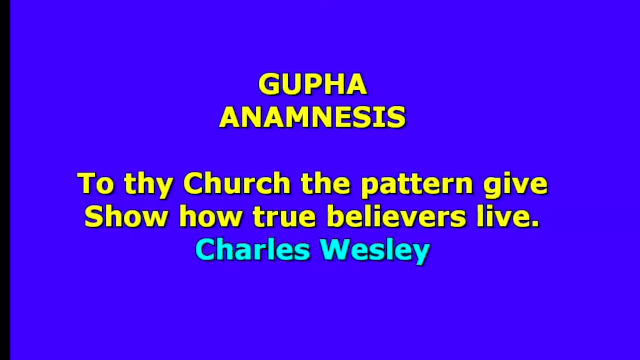 GUPHA
ANAMNESIS
To thy Church the pattern give
Show how true believers live.
Charles Wesley